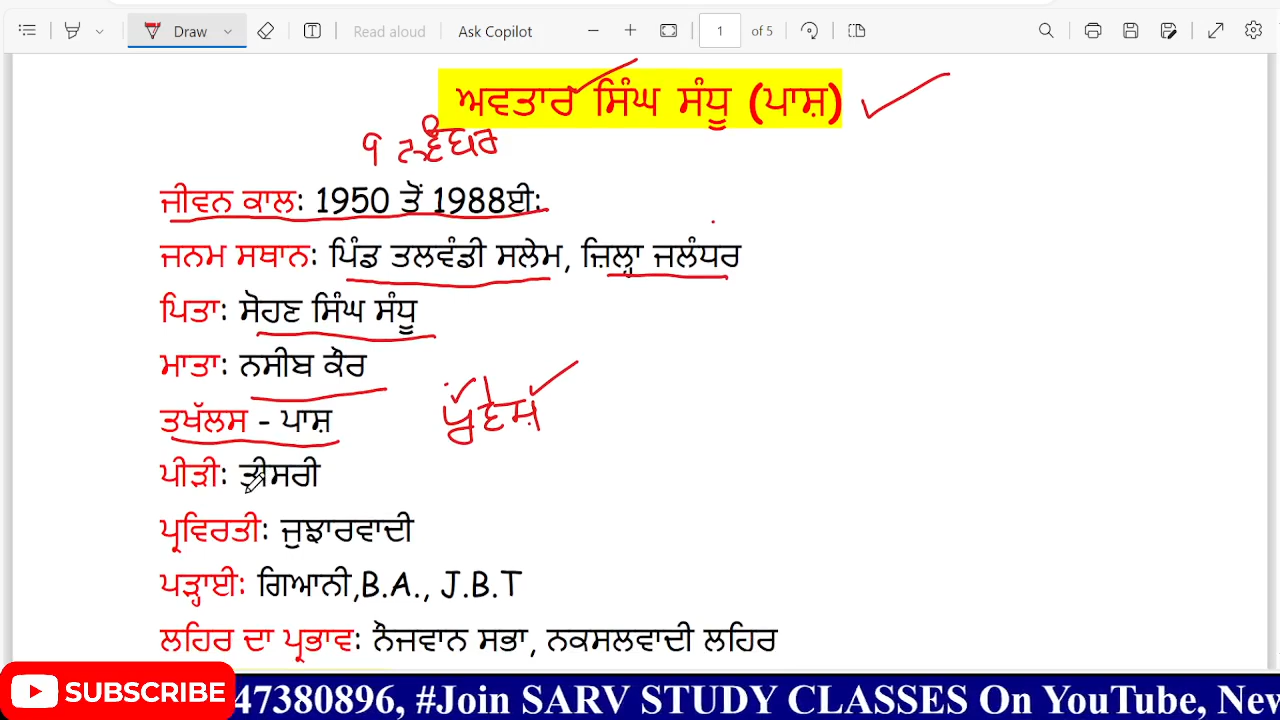 Draw
Read aloud
Ask Copilot
1
of 5
ਅਵਤਾਰ ਸਿੰਘ ਸੰਧੂ (ਪਾਸ਼)
ਜੀਵਨ ਕਾਲ: 1950 ਤੋਂ 1988ਈ:
ਜਨਮ ਸਥਾਨ: ਪਿੰਡ ਤਲਵੰਡੀ ਸਲੇਮ, ਜ਼ਿਲ੍ਹਾ ਜਲੰਧਰ
ਪਿਤਾ: ਸੋਹਣ ਸਿੰਘ ਸੰਧੂ
ਮਾਤਾ: ਨਸੀਬ ਕੌਰ
ਤਖੱਲਸ - ਪਾਸ਼
ਪੀੜੀ: ਤੀਸਰੀ
ਪ੍ਰਵਿਰਤੀ: ਜੁਝਾਰਵਾਦੀ
ਪੜ੍ਹਾਈ: ਗਿਆਨੀ,B.A., J.B.T
ਲਹਿਰ ਦਾ ਪ੍ਰਭਾਵ: ਨੌਜਵਾਨ ਸਭਾ, ਨਕਸਲਵਾਦੀ ਲਹਿਰ
SUBSCRIBE
47380896, #Join SARV STUDY CLASSES On YouTube, New